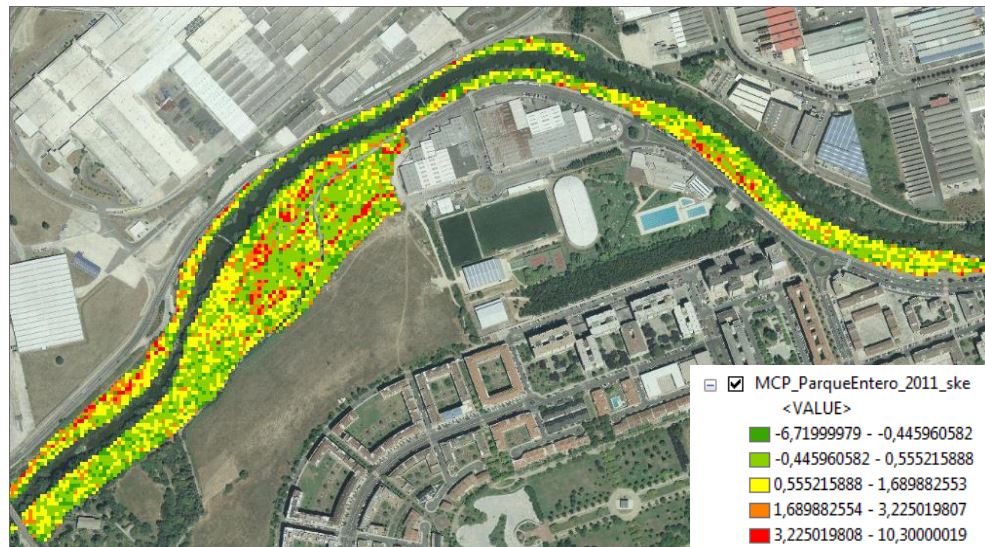 MCP_ParqueEntero_2011_ske
<VALUE>
-6,71999979 - -0,445960582
-0,445960582 - 0,555215888
0,555215888 - 1,689882553
1,689882554 - 3,225019807
3,225019808 - 10,30000019